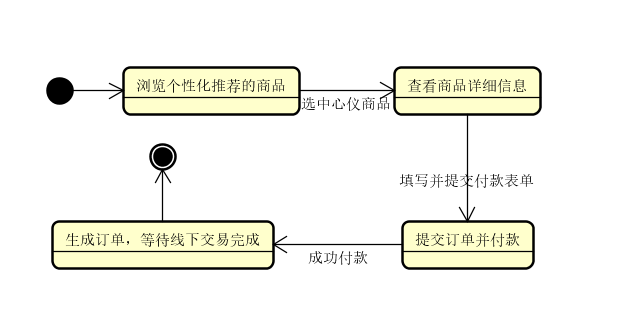 浏览个性化推荐的商品
选中心仪商品
查看商品详细信息
填写并提交付款表单
提交订单并付款
成功付款
生成订单，等待线下交易完成